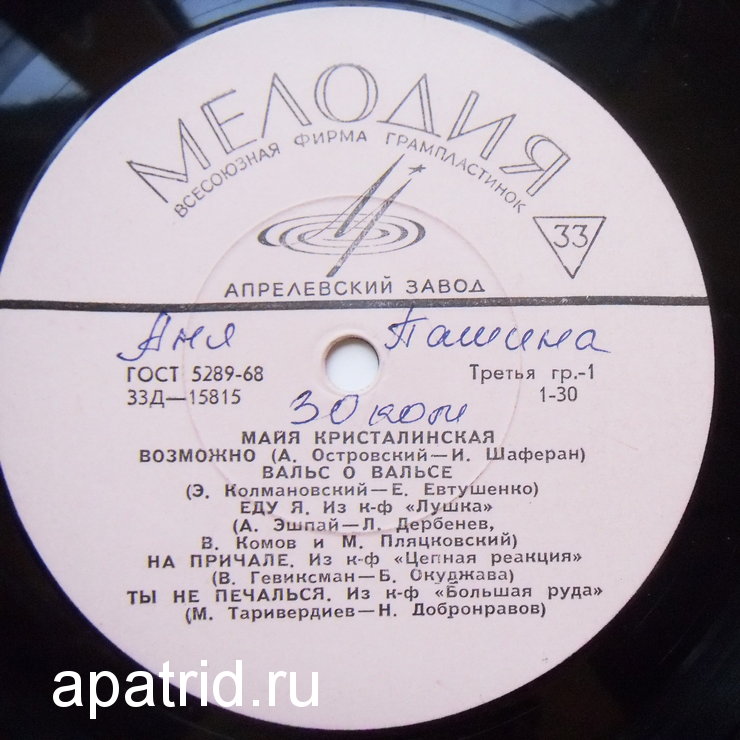 МЕЛОДИЯ
ВСЕСОЮЗНАЯ ФИРМА ГРАМПЛАСТИНОК
33
АПРЕЛЕВСКИЙ ЗАВОД
Аня Пашина
ГОСТ 5289-68 Третья гр.-1
33Д—15815 1-30
30 коп
МАЙЯ КРИСТАЛИНСКАЯ
ВОЗМОЖНО (А. Островский—И. Шаферан)
ВАЛЬС О ВАЛЬСЕ
(Э. Колмановский—Е. Евтушенко)
ЕДУ Я. Из к-ф «Лушка»
(А. Эшпай—Л. Дербенев,
В. Комов и М. Пляцковский)
НА ПРИЧАЛЕ. Из к-ф «Цепная реакция»
(В. Гевиксман—Б. Окуджава)
ТЫ НЕ ПЕЧАЛЬСЯ. Из к-ф «Большая руда»
(М. Таривердиев—Н. Добронравов)
apatrid.ru